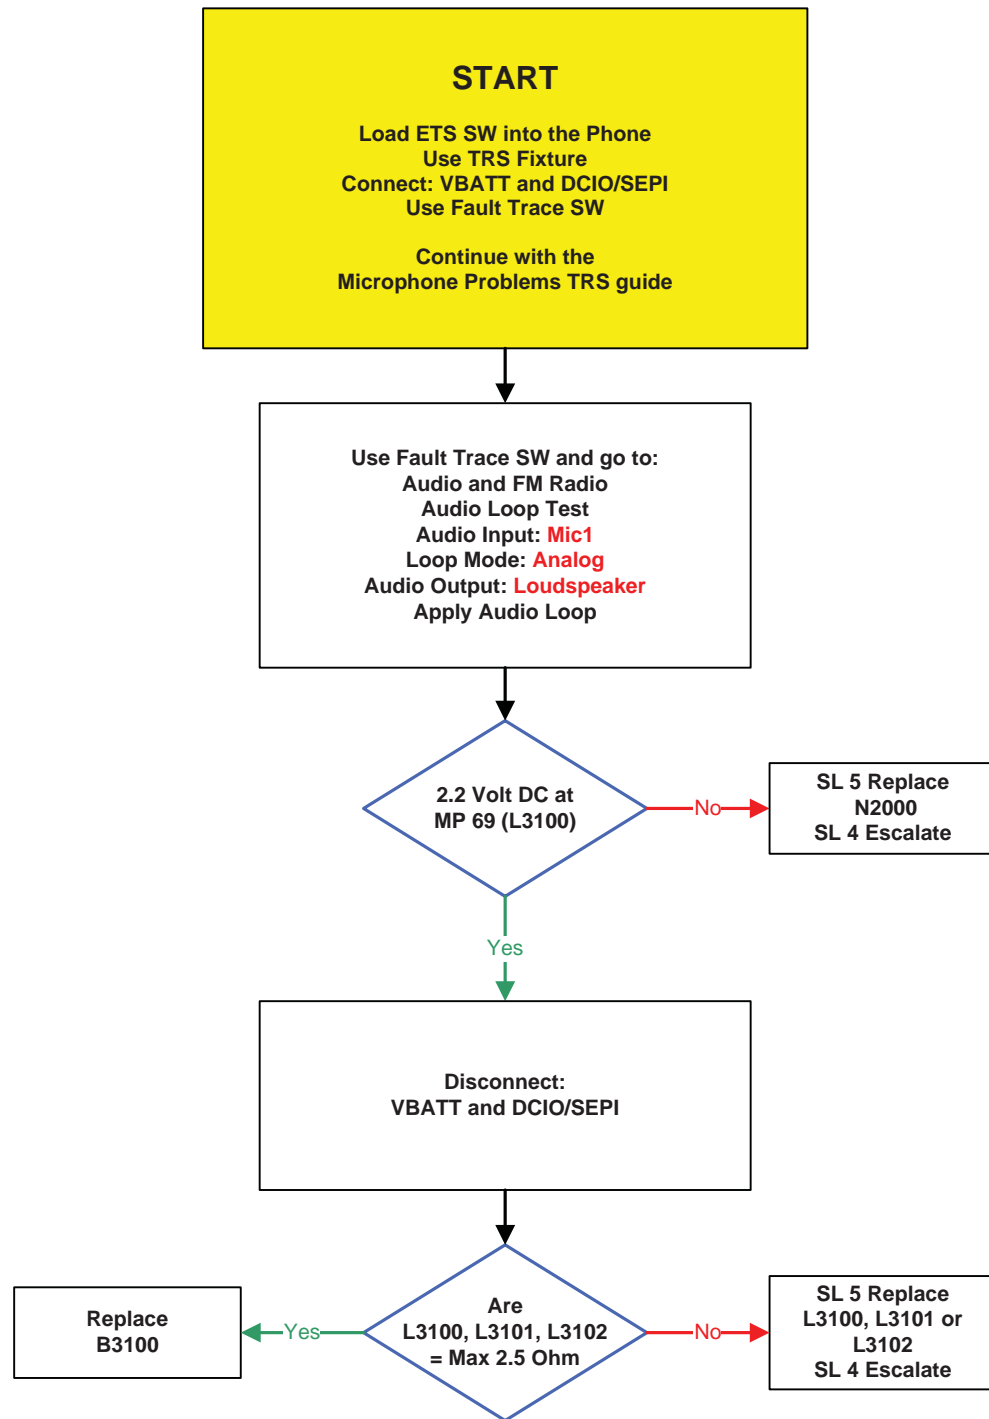 START
Load ETS SW into the Phone
Use TRS Fixture
Connect: VBATT and DCIO/SEPI
Use Fault Trace SW
Continue with the
Microphone Problems TRS guide
Use Fault Trace SW and go to:
Audio and FM Radio
Audio Loop Test
Audio Input: Mic1
Loop Mode: Analog
Audio Output: Loudspeaker
Apply Audio Loop
2.2 Volt DC at
MP 69 (L3100)
No
SL 5 Replace
N2000
SL 4 Escalate
Yes
Disconnect:
VBATT and DCIO/SEPI
Replace
B3100
Yes
Are
L3100, L3101, L3102
= Max 2.5 Ohm
No
SL 5 Replace
L3100, L3101 or
L3102
SL 4 Escalate